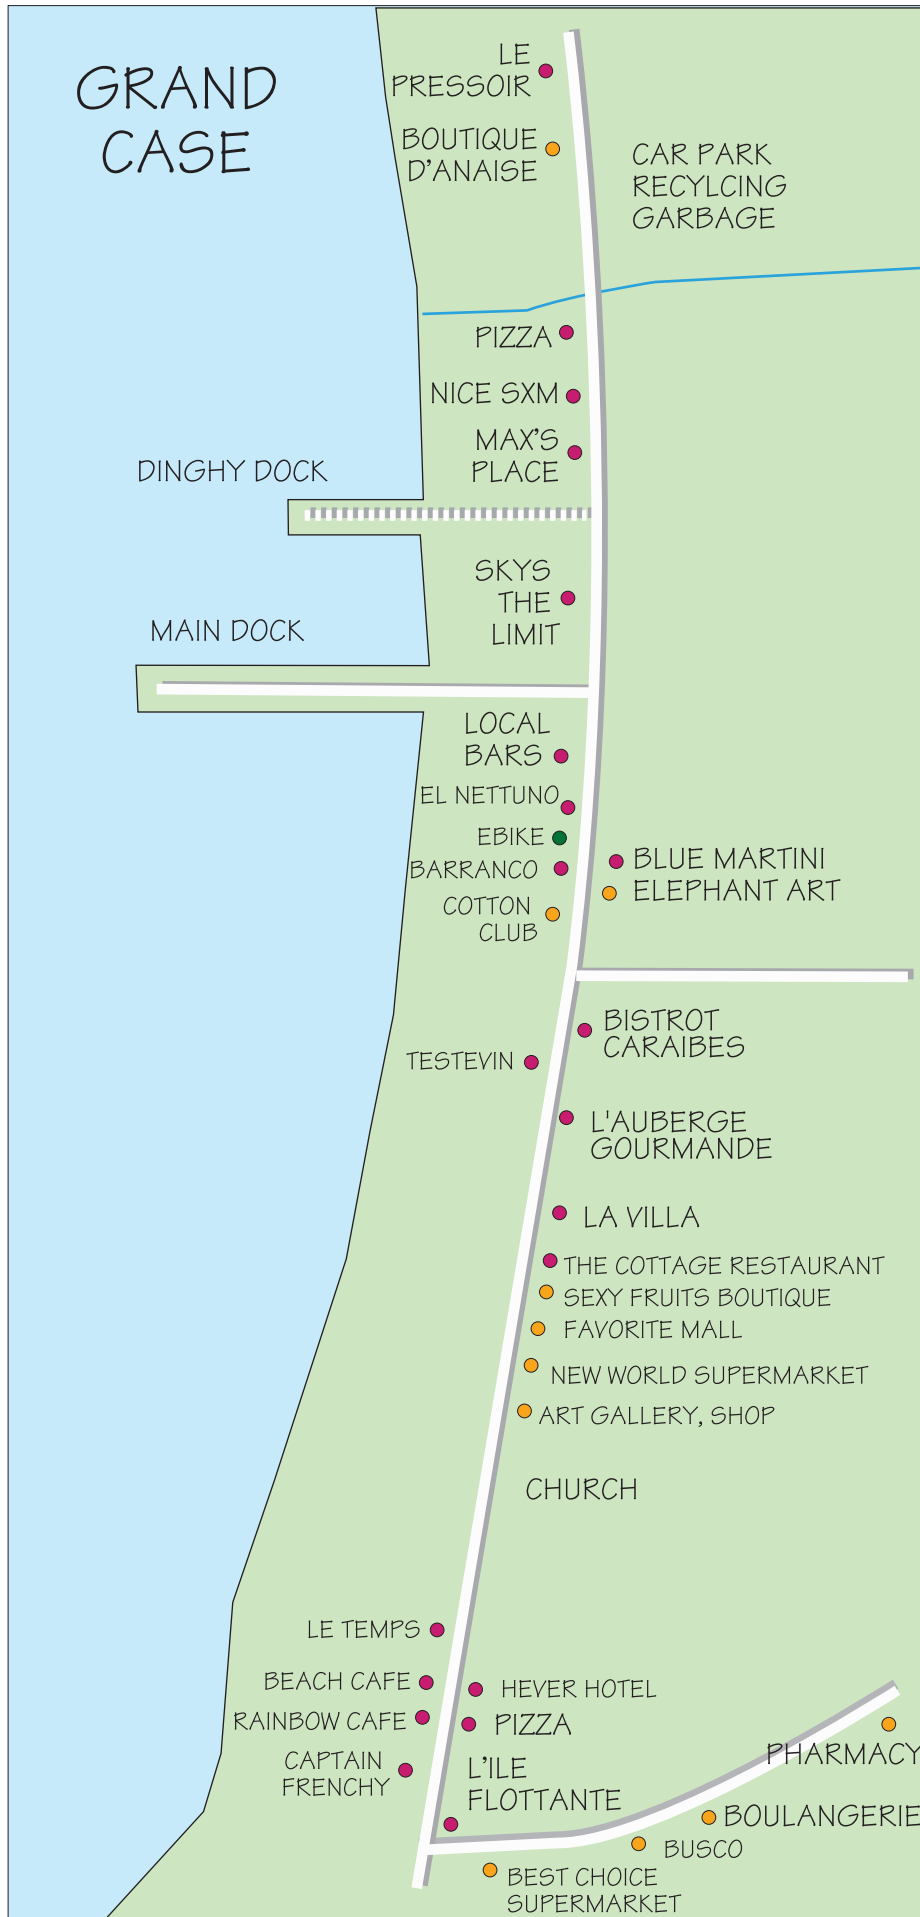 GRAND
CASE
LE
PRESSOIR
BOUTIQUE
D'ANAISE
CAR PARK
RECYLCING
GARBAGE
PIZZA
NICE SXM
MAX'S
PLACE
DINGHY DOCK
SKYS
THE
LIMIT
MAIN DOCK
LOCAL
BARS
EL NETTUNO
EBIKE
BARRANCO
BLUE MARTINI
ELEPHANT ART
COTTON
CLUB
BISTROT
CARAIBES
TESTEVIN
L'AUBERGE
GOURMANDE
LA VILLA
THE COTTAGE RESTAURANT
SEXY FRUITS BOUTIQUE
FAVORITE MALL
NEW WORLD SUPERMARKET
ART GALLERY, SHOP
CHURCH
LE TEMPS
BEACH CAFE
HEVER HOTEL
RAINBOW CAFE
PIZZA
CAPTAIN
FRENCHY
L'ILE
FLOTTANTE
PHARMACY
BOULANGERIE
BUSCO
BEST CHOICE
SUPERMARKET